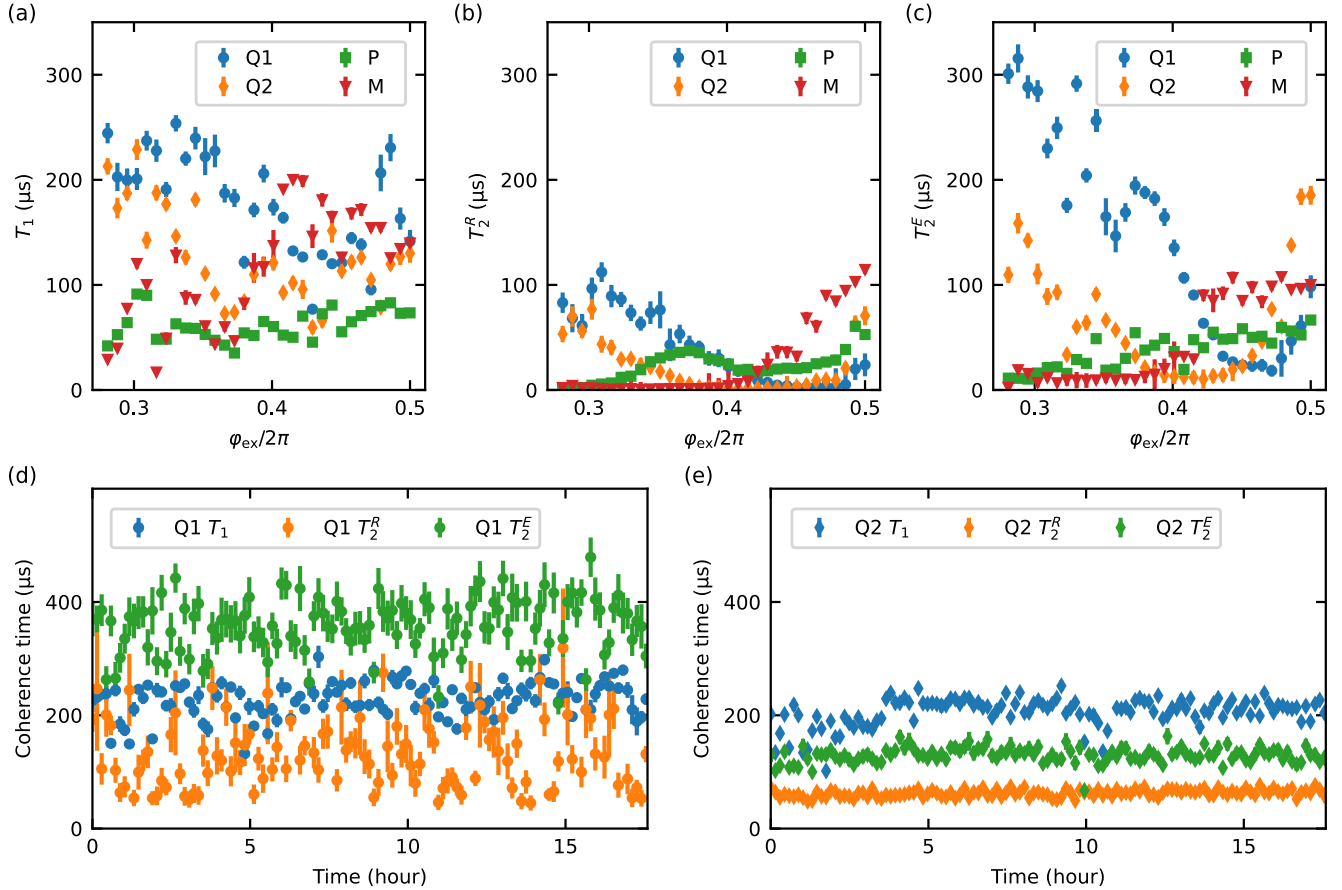 (a)
300
200
100
0
T₁ (μs)
Q1 P
Q2 M
0.3 0.4 0.5
φex/2π
(b)
300
200
100
0
T₂ᴿ (μs)
Q1 P
Q2 M
0.3 0.4 0.5
φex/2π
(c)
300
200
100
0
T₂ᴱ (μs)
Q1 P
Q2 M
0.3 0.4 0.5
φex/2π
(d)
Q1 T₁ Q1 T₂ᴿ Q1 T₂ᴱ
400
200
0
Coherence time (μs)
0 5 10 15
Time (hour)
(e)
Q2 T₁ Q2 T₂ᴿ Q2 T₂ᴱ
400
200
0
Coherence time (μs)
0 5 10 15
Time (hour)